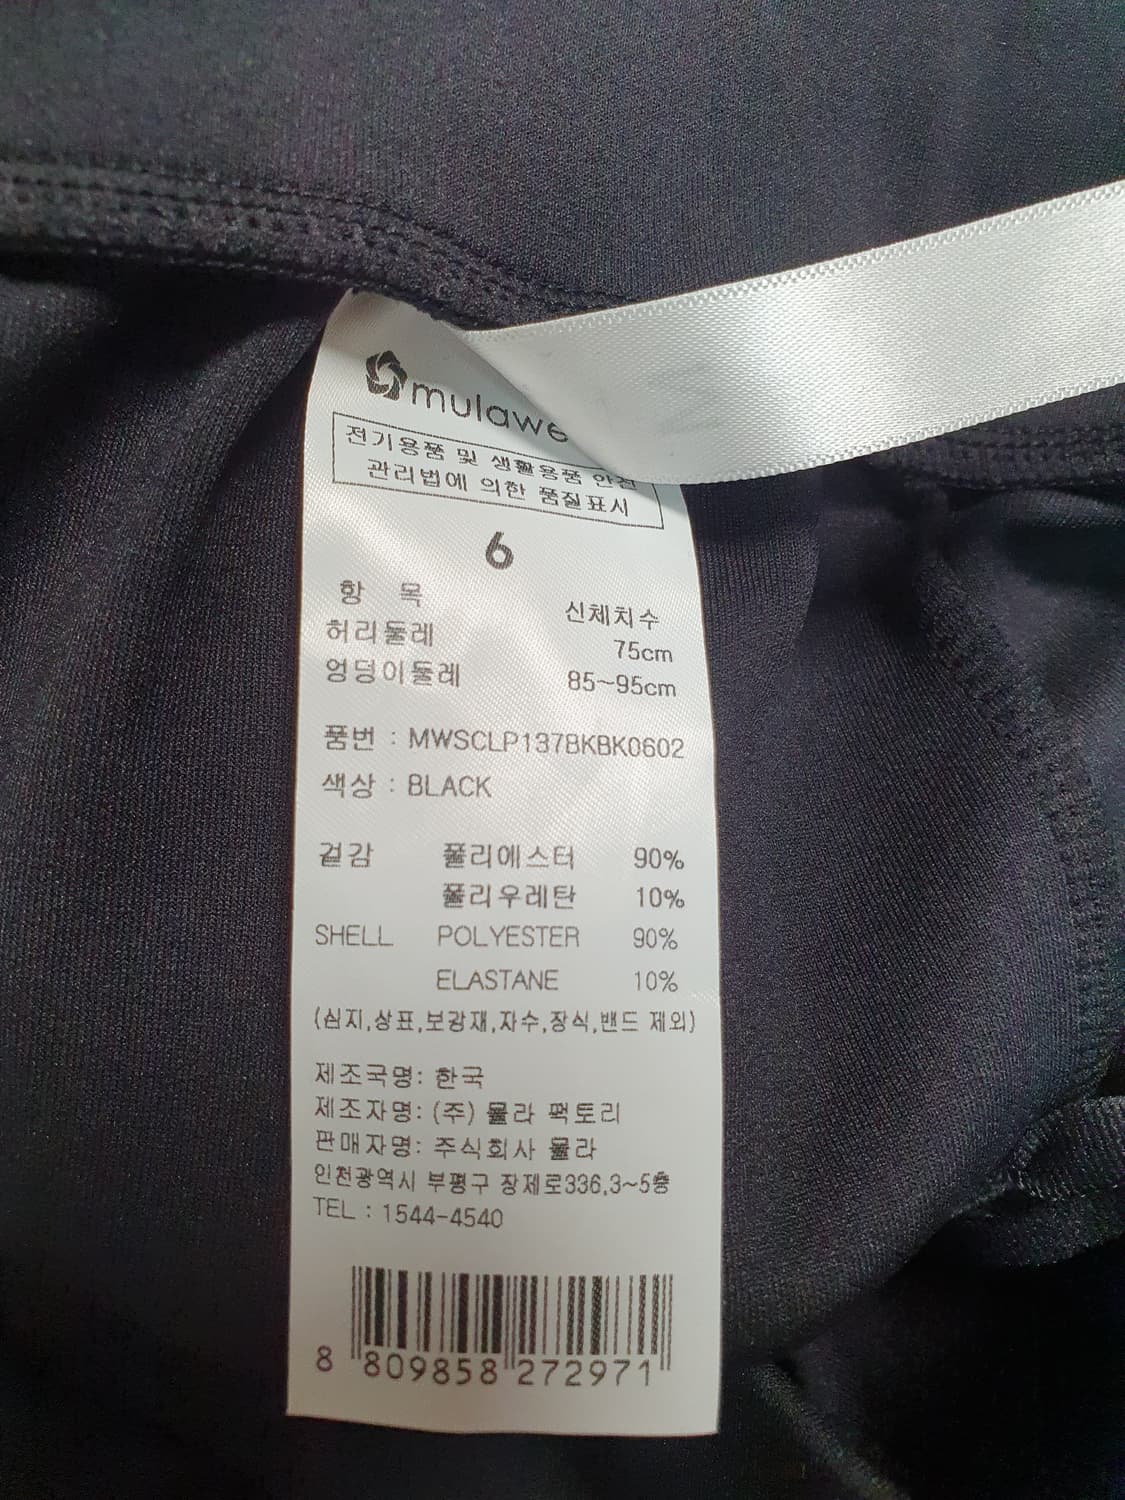 mulawe
전기용품 및 생활용품 안전
관리법에 의한 품질표시
6
항 목 신체치수
허리둘레 75cm
엉덩이둘레 85~95cm
품번 : MWSCLP137BKBK0602
색상 : BLACK
겉감 폴리에스터 90%
폴리우레탄 10%
SHELL POLYESTER 90%
ELASTANE 10%
(심지,상표,보강재,자수,장식,밴드 제외)
제조국명: 한국
제조자명: (주) 뮬라 팩토리
판매자명: 주식회사 뮬라
인천광역시 부평구 장제로336,3~5층
TEL : 1544-4540
8 809858 272971